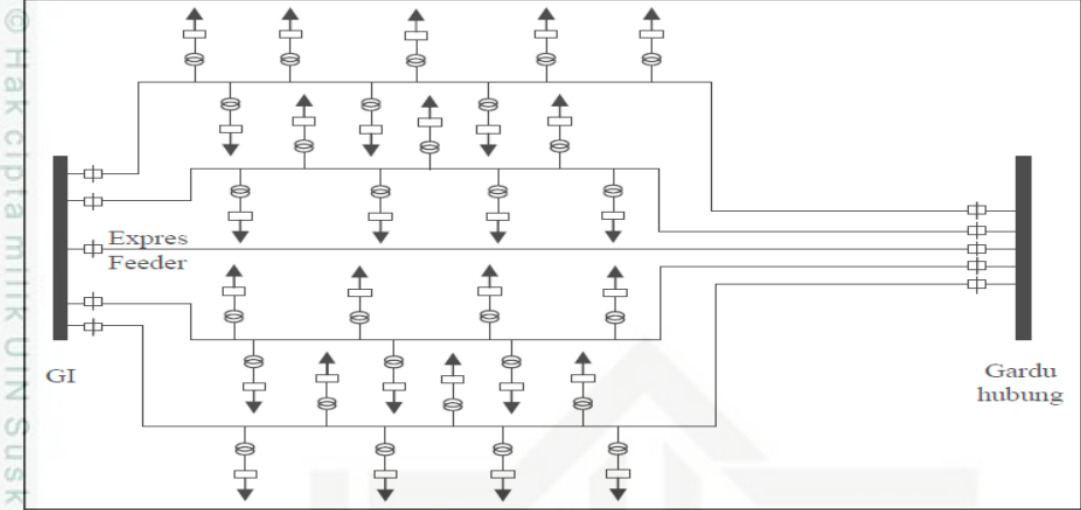 © Hak cipta milik UIN Susk
Expres
Feeder
GI
Gardu
hubung